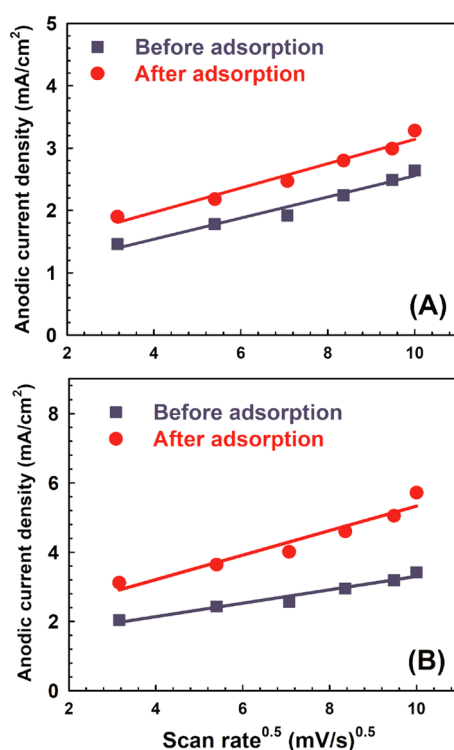 5
4
3
2
1
0
Anodic current density (mA/cm²)
Before adsorption
After adsorption
(A)
2 4 6 8 10
8
6
4
2
0
Anodic current density (mA/cm²)
Before adsorption
After adsorption
(B)
2 4 6 8 10
Scan rate^0.5 (mV/s)^0.5